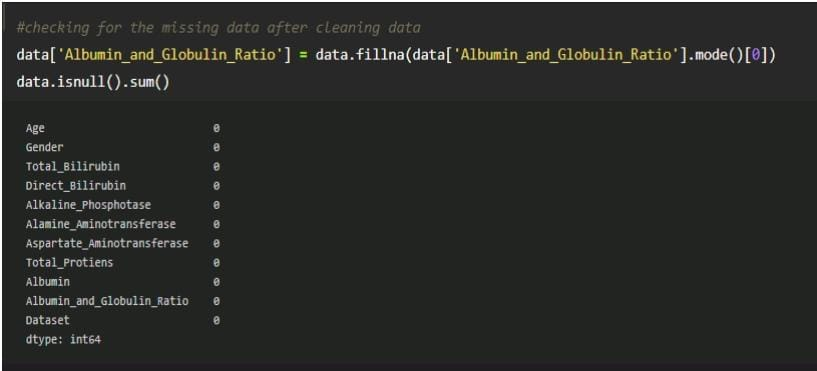 #checking for the missing data after cleaning data
data['Albumin_and_Globulin_Ratio'] = data.fillna(data['Albumin_and_Globulin_Ratio'].mode()[0])
data.isnull().sum()
Age 0
Gender 0
Total_Bilirubin 0
Direct_Bilirubin 0
Alkaline_Phosphotase 0
Alamine_Aminotransferase 0
Aspartate_Aminotransferase 0
Total_Protiens 0
Albumin 0
Albumin_and_Globulin_Ratio 0
Dataset 0
dtype: int64